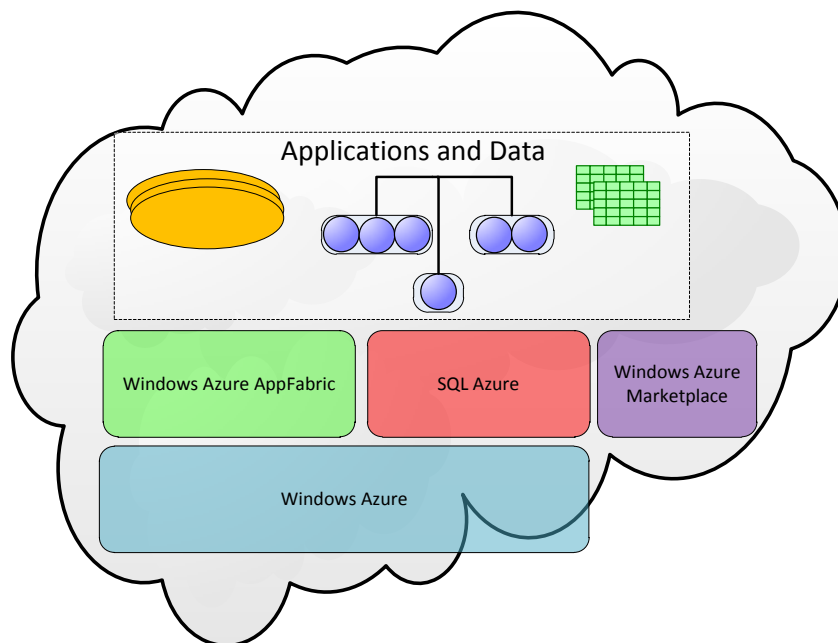 Applications and Data
Windows Azure AppFabric
SQL Azure
Windows Azure
Marketplace
Windows Azure